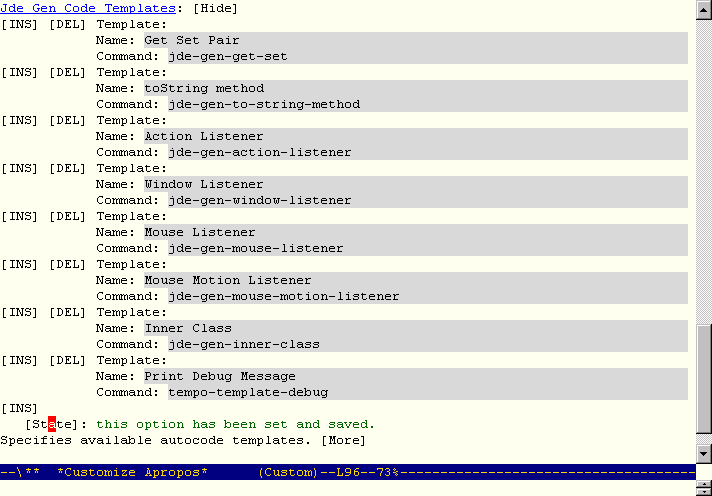 Jde Gen Code Templates: [Hide]
[INS] [DEL] Template:
Name: Get Set Pair
Command: jde-gen-get-set
[INS] [DEL] Template:
Name: toString method
Command: jde-gen-to-string-method
[INS] [DEL] Template:
Name: Action Listener
Command: jde-gen-action-listener
[INS] [DEL] Template:
Name: Window Listener
Command: jde-gen-window-listener
[INS] [DEL] Template:
Name: Mouse Listener
Command: jde-gen-mouse-listener
[INS] [DEL] Template:
Name: Mouse Motion Listener
Command: jde-gen-mouse-motion-listener
[INS] [DEL] Template:
Name: Inner Class
Command: jde-gen-inner-class
[INS] [DEL] Template:
Name: Print Debug Message
Command: tempo-template-debug
[INS]
[State]: this option has been set and saved.
Specifies available autocode templates. [More]
--\** *Customize Apropos* (Custom)--L96--73%-------------------------------------